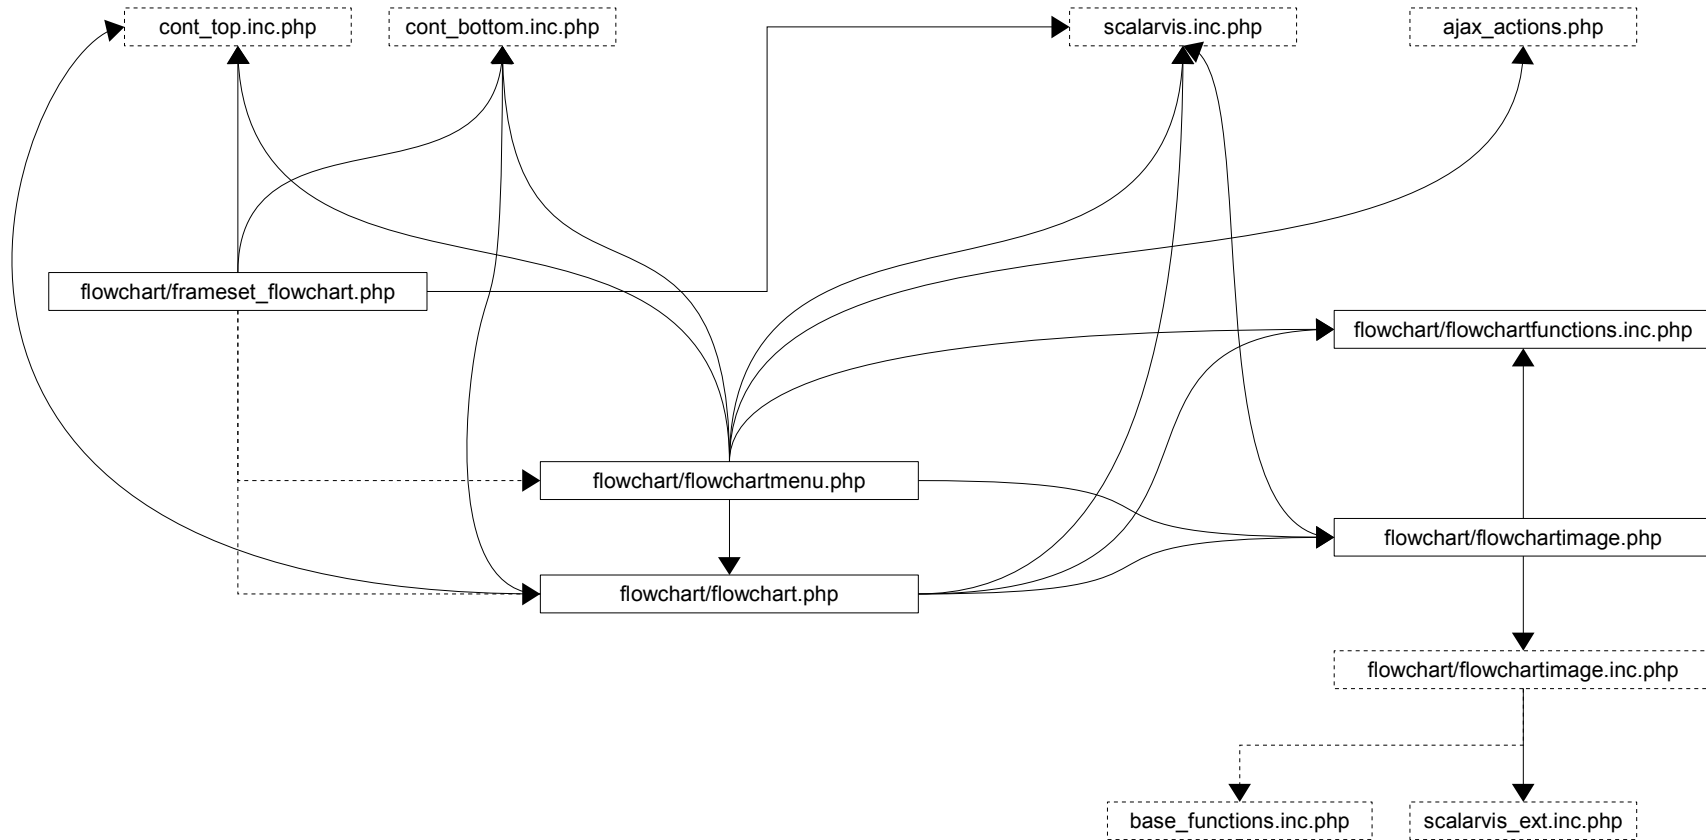 cont_top.inc.php
cont_bottom.inc.php
scalarvis.inc.php
ajax_actions.php
flowchart/frameset_flowchart.php
flowchart/flowchartfunctions.inc.php
flowchart/flowchartmenu.php
flowchart/flowchartimage.php
flowchart/flowchart.php
flowchart/flowchartimage.inc.php
base_functions.inc.php
scalarvis_ext.inc.php